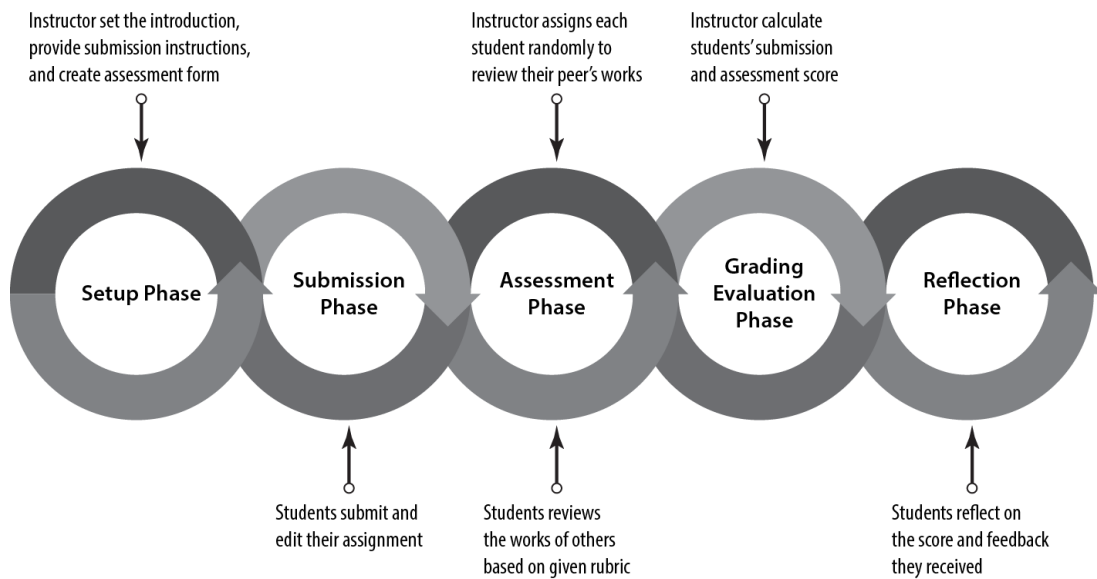 Instructor set the introduction,
provide submission instructions,
and create assessment form
Instructor assigns each
student randomly to
review their peer's works
Instructor calculate
students' submission
and assessment score
Setup Phase
Submission
Phase
Assessment
Phase
Grading
Evaluation
Phase
Reflection
Phase
Students submit and
edit their assignment
Students reviews
the works of others
based on given rubric
Students reflect on
the score and feedback
they received